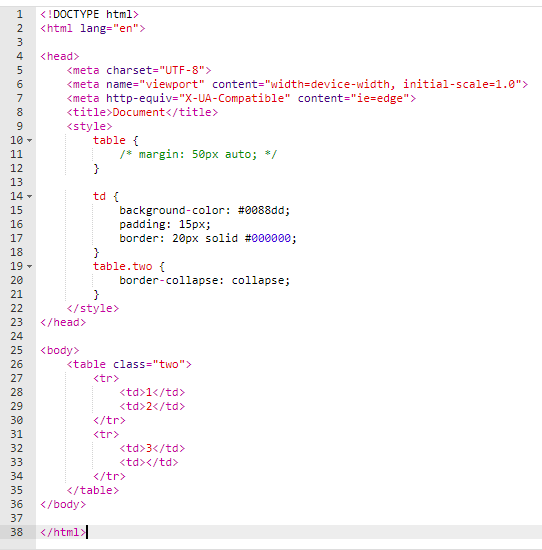 1 <!DOCTYPE html>
2 <html lang="en">
3
4 <head>
5     <meta charset="UTF-8">
6     <meta name="viewport" content="width=device-width, initial-scale=1.0">
7     <meta http-equiv="X-UA-Compatible" content="ie=edge">
8     <title>Document</title>
9     <style>
10         table {
11             /* margin: 50px auto; */
12         }
13
14         td {
15             background-color: #0088dd;
16             padding: 15px;
17             border: 20px solid #000000;
18         }
19         table.two {
20             border-collapse: collapse;
21         }
22     </style>
23 </head>
24
25 <body>
26     <table class="two">
27         <tr>
28             <td>1</td>
29             <td>2</td>
30         </tr>
31         <tr>
32             <td>3</td>
33             <td></td>
34         </tr>
35     </table>
36 </body>
37
38 </html>